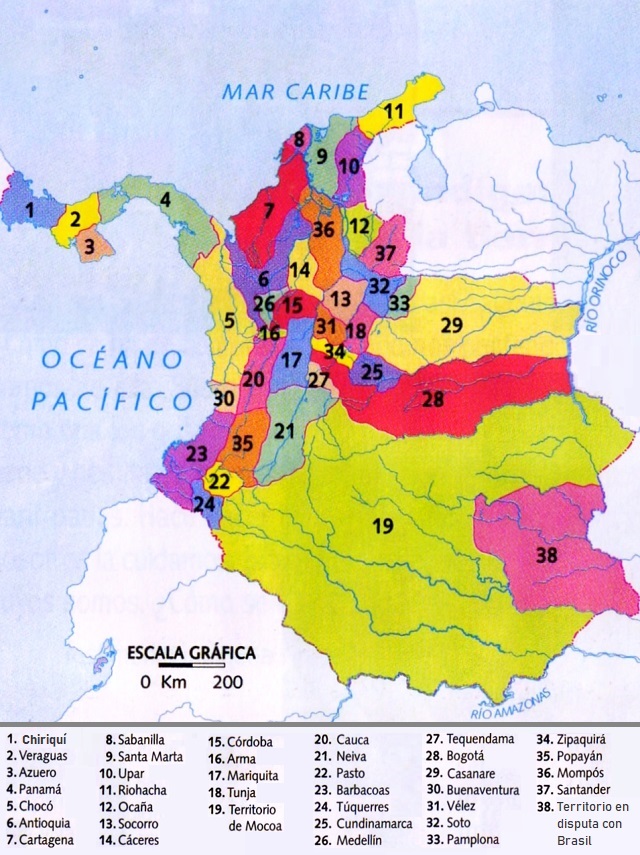 MAR CARIBE
11
8
9
10
1
2
3
4
7
36
12
37
6
14
32
33
26
15
13
5
16
31
18
29
34
17
20
27
25
30
28
RÍO ORINOCO
OCÉANO
PACÍFICO
23
35
21
22
24
19
38
ESCALA GRÁFICA
0 Km 200
RÍO AMAZONAS
1. Chiriquí
2. Veraguas
3. Azuero
4. Panamá
5. Chocó
6. Antioquia
7. Cartagena
8. Sabanilla
9. Santa Marta
10. Upar
11. Riohacha
12. Ocaña
13. Socorro
14. Cáceres
15. Córdoba
16. Arma
17. Mariquita
18. Tunja
19. Territorio
de Mocoa
20. Cauca
21. Neiva
22. Pasto
23. Barbacoas
24. Túquerres
25. Cundinamarca
26. Medellín
27. Tequendama
28. Bogotá
29. Casanare
30. Buenaventura
31. Vélez
32. Soto
33. Pamplona
34. Zipaquirá
35. Popayán
36. Mompós
37. Santander
38. Territorio en
disputa con
Brasil